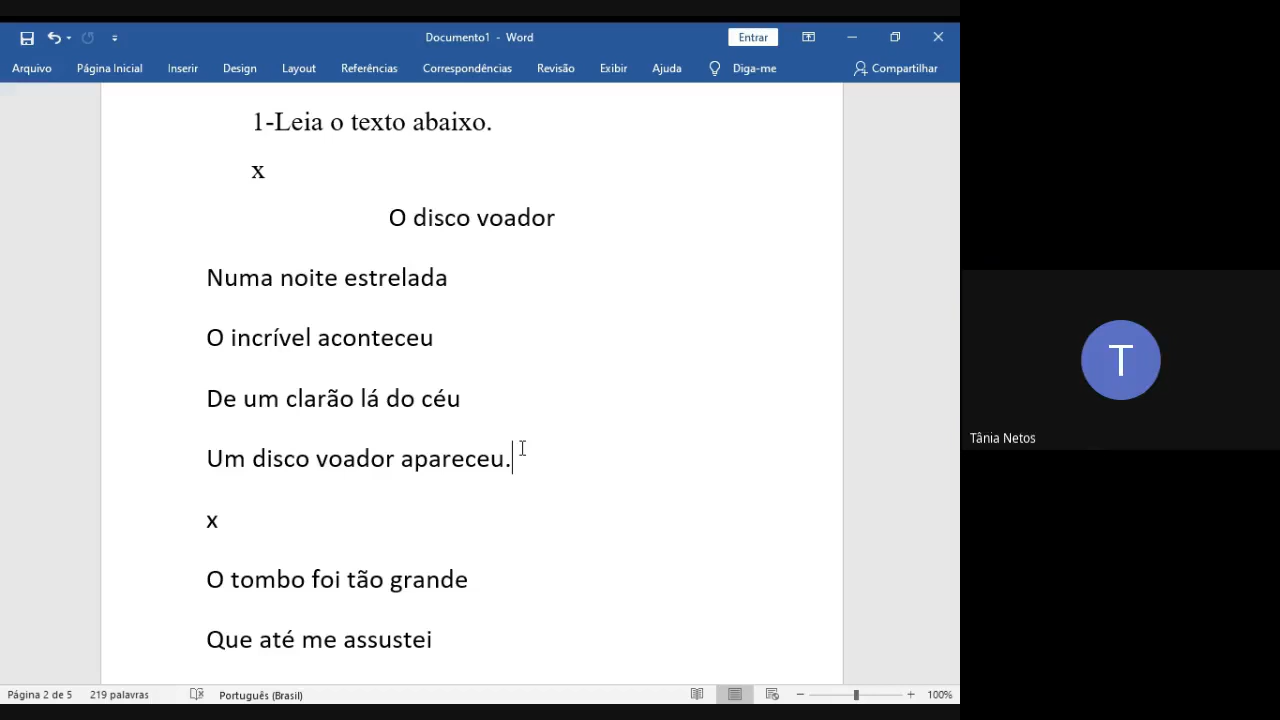 Documento1 - Word
Entrar
Arquivo Página Inicial Inserir Design Layout Referências Correspondências Revisão Exibir Ajuda Diga-me Compartilhar
1-Leia o texto abaixo.
x
O disco voador
Numa noite estrelada
O incrível aconteceu
De um clarão lá do céu
Um disco voador apareceu.
x
O tombo foi tão grande
Que até me assustei
T
Tânia Netos
Página 2 de 5 219 palavras Português (Brasil) 100%